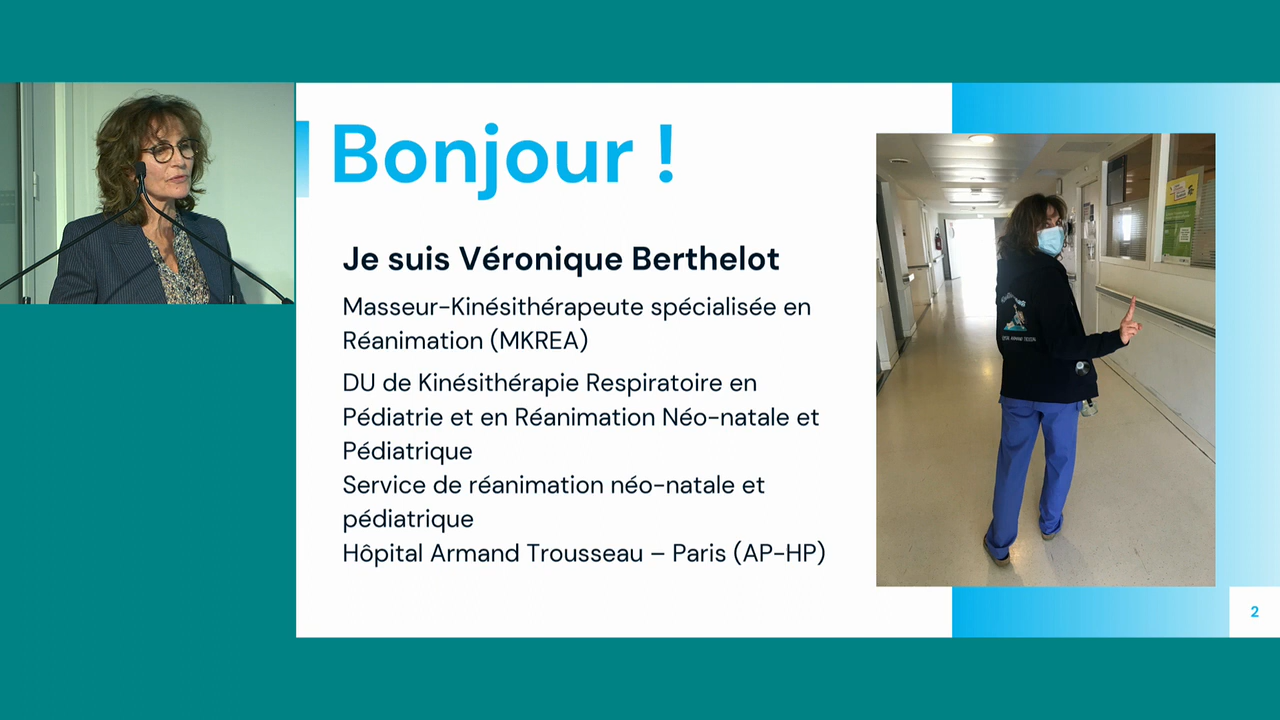 Bonjour !
Je suis Véronique Berthelot
Masseur-Kinésithérapeute spécialisée en
Réanimation (MKREA)
DU de Kinésithérapie Respiratoire en
Pédiatrie et en Réanimation Néo-natale et
Pédiatrique
Service de réanimation néo-natale et
pédiatrique
Hôpital Armand Trousseau – Paris (AP-HP)
2